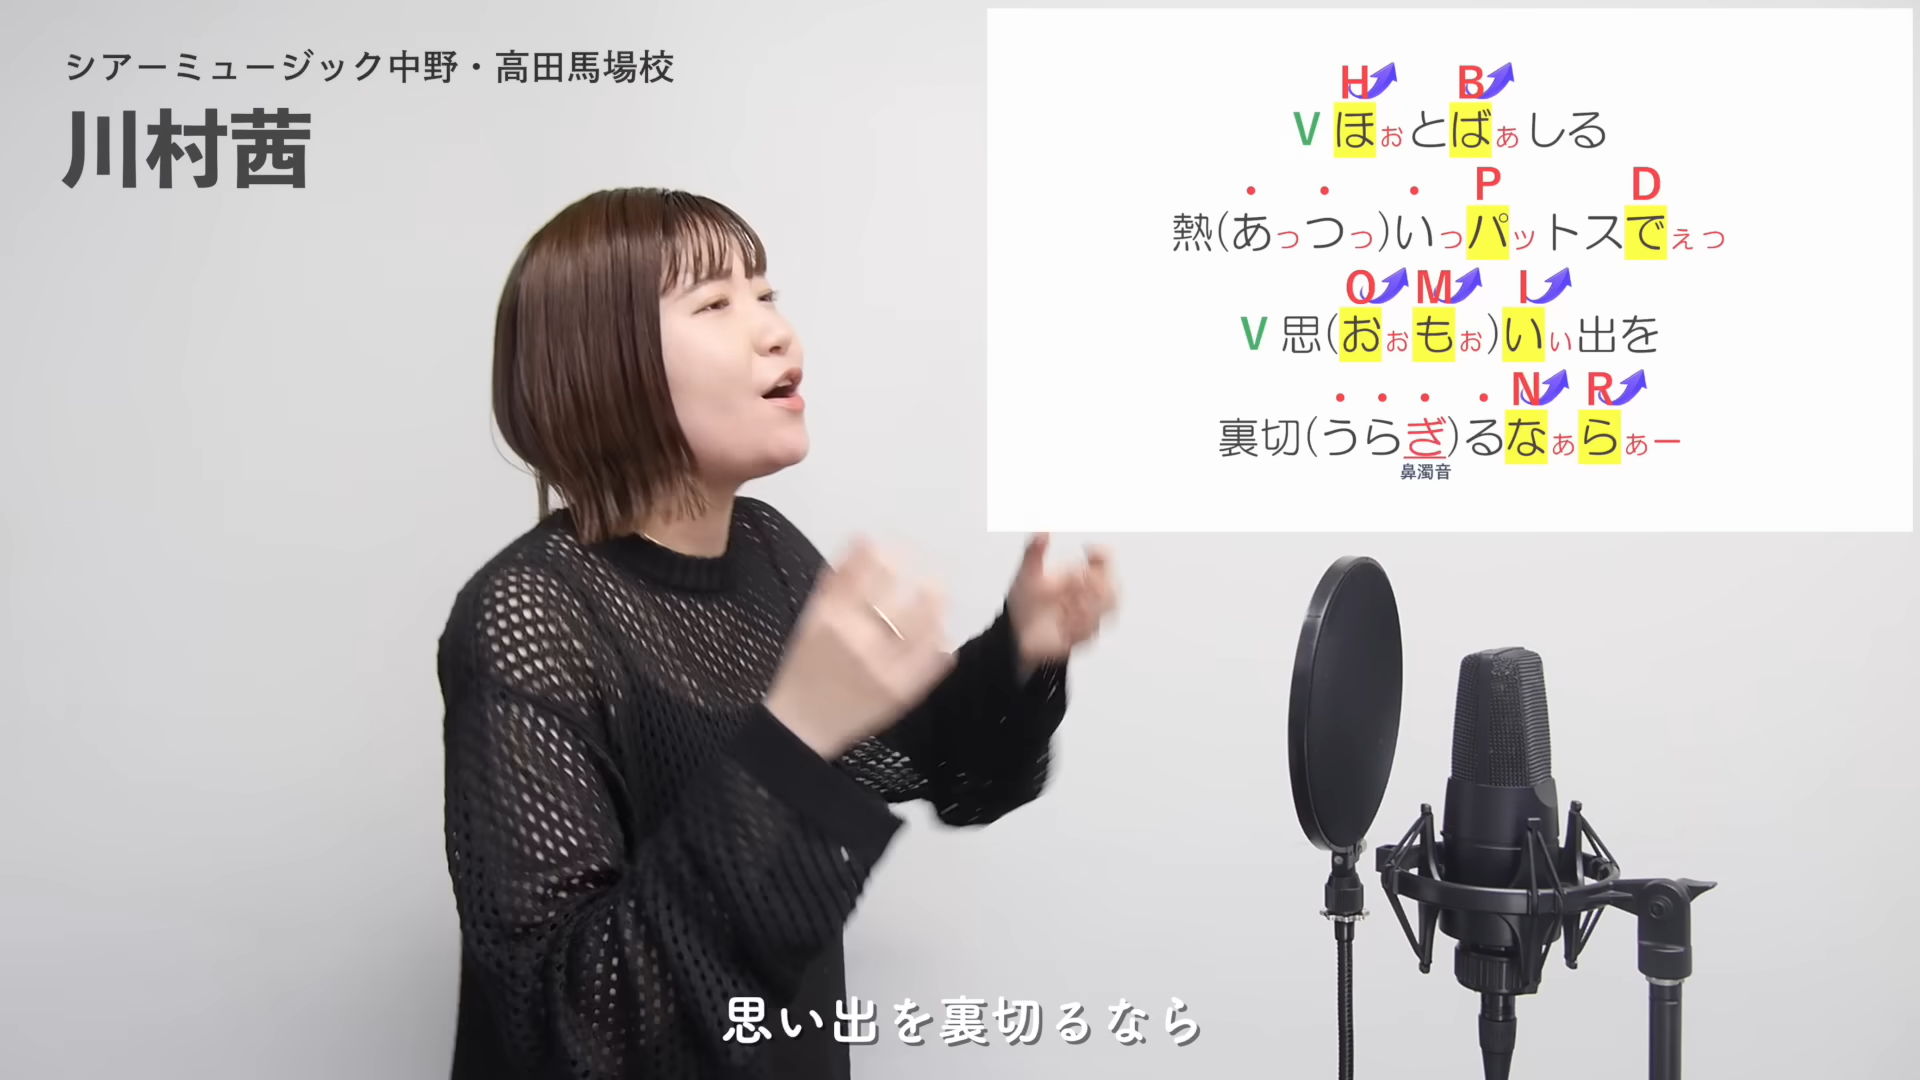 シアーミュージック中野・高田馬場校
川村茜
H B
V ほぉとばぁしる
・ ・ ・ P D
熱(あっつっ)いっパットスでぇっ
O M I
V 思(おぉもぉ)いぃ出を
・ ・ ・ ・ N R
裏切(うらぎ)るなぁらぁー
鼻濁音
思い出を裏切るなら